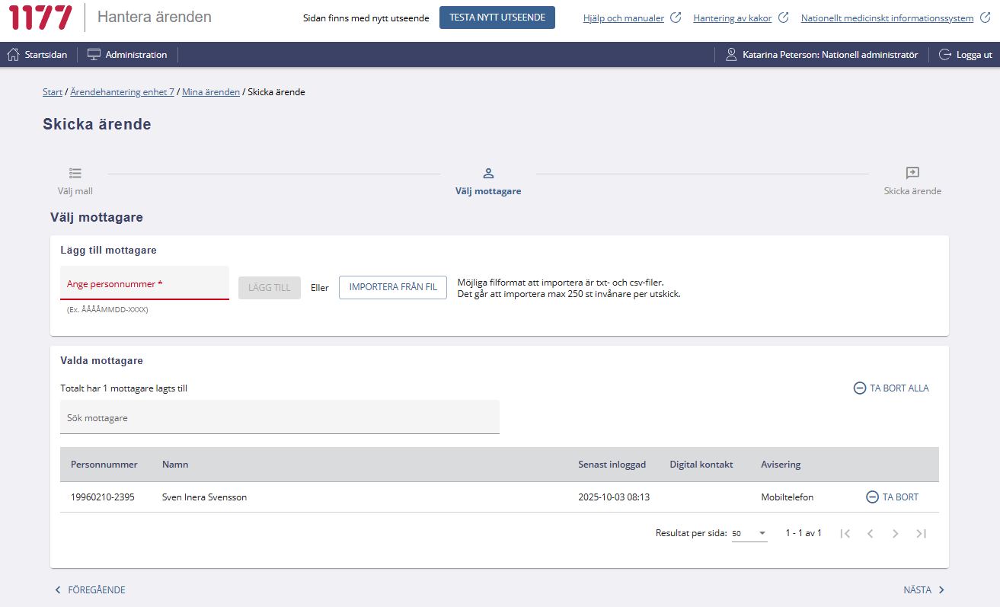 1177 Hantera ärenden Sidan finns med nytt utseende TESTA NYTT UTSEENDE Hjälp och manualer Hantering av kakor Nationellt medicinskt informationssystem
Startsidan Administration Katarina Peterson: Nationell administratör Logga ut
Start / Ärendehantering enhet 7 / Mina ärenden / Skicka ärende
Skicka ärende
Välj mall Välj mottagare Skicka ärende
Välj mottagare
Lägg till mottagare
Ange personnummer * LÄGG TILL Eller IMPORTERA FRÅN FIL Möjliga filformat att importera är txt- och csv-filer.
Det går att importera max 250 st invånare per utskick.
(Ex. ÅÅÅÅMMDD-XXXX)
Valda mottagare
Totalt har 1 mottagare lagts till TA BORT ALLA
Sök mottagare
Personnummer Namn Senast inloggad Digital kontakt Avisering
19960210-2395 Sven Inera Svensson 2025-10-03 08:13 Mobiltelefon TA BORT
Resultat per sida: 50 1 - 1 av 1
FÖREGÅENDE NÄSTA